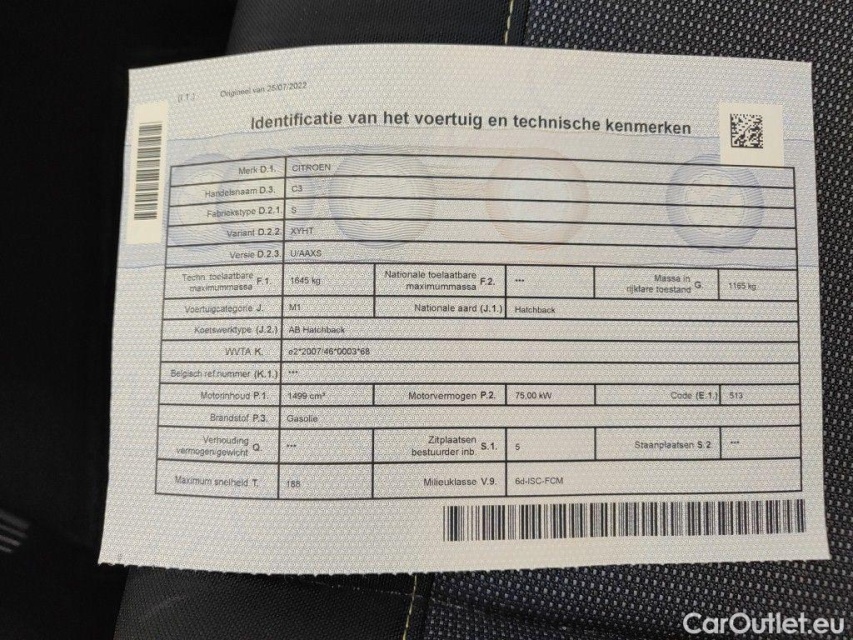 (I.T.) Origineel van 25/07/2022
Identificatie van het voertuig en technische kenmerken
Merk D.1. CITROEN
Handelsnaam D.3. C3
Fabriekstype D.2.1. S
Variant D.2.2. XYHT
Versie D.2.3. U/AAXS
Techn. toelaatbare maximummassa F.1. 1645 kg Nationale toelaatbare maximummassa F.2. --- Massa in rijklare toestand G. 1165 kg
Voertuigcategorie J. M1 Nationale aard (J.1.) Hatchback
Koetswerktype (J.2.) AB Hatchback
WVTA K. e2*2007/46*0003*68
Belgisch ref.nummer (K.1.) ---
Motorinhoud P.1. 1499 cm³ Motorvermogen P.2. 75,00 kW Code (E.1.) 513
Brandstof P.3. Gasolie
Verhouding vermogen/gewicht Q. --- Zitplaatsen bestuurder inb. S.1. 5 Staanplaatsen S.2. ---
Maximum snelheid T. 188 Milieuklasse V.9. 6d-ISC-FCM
CarOutlet.eu